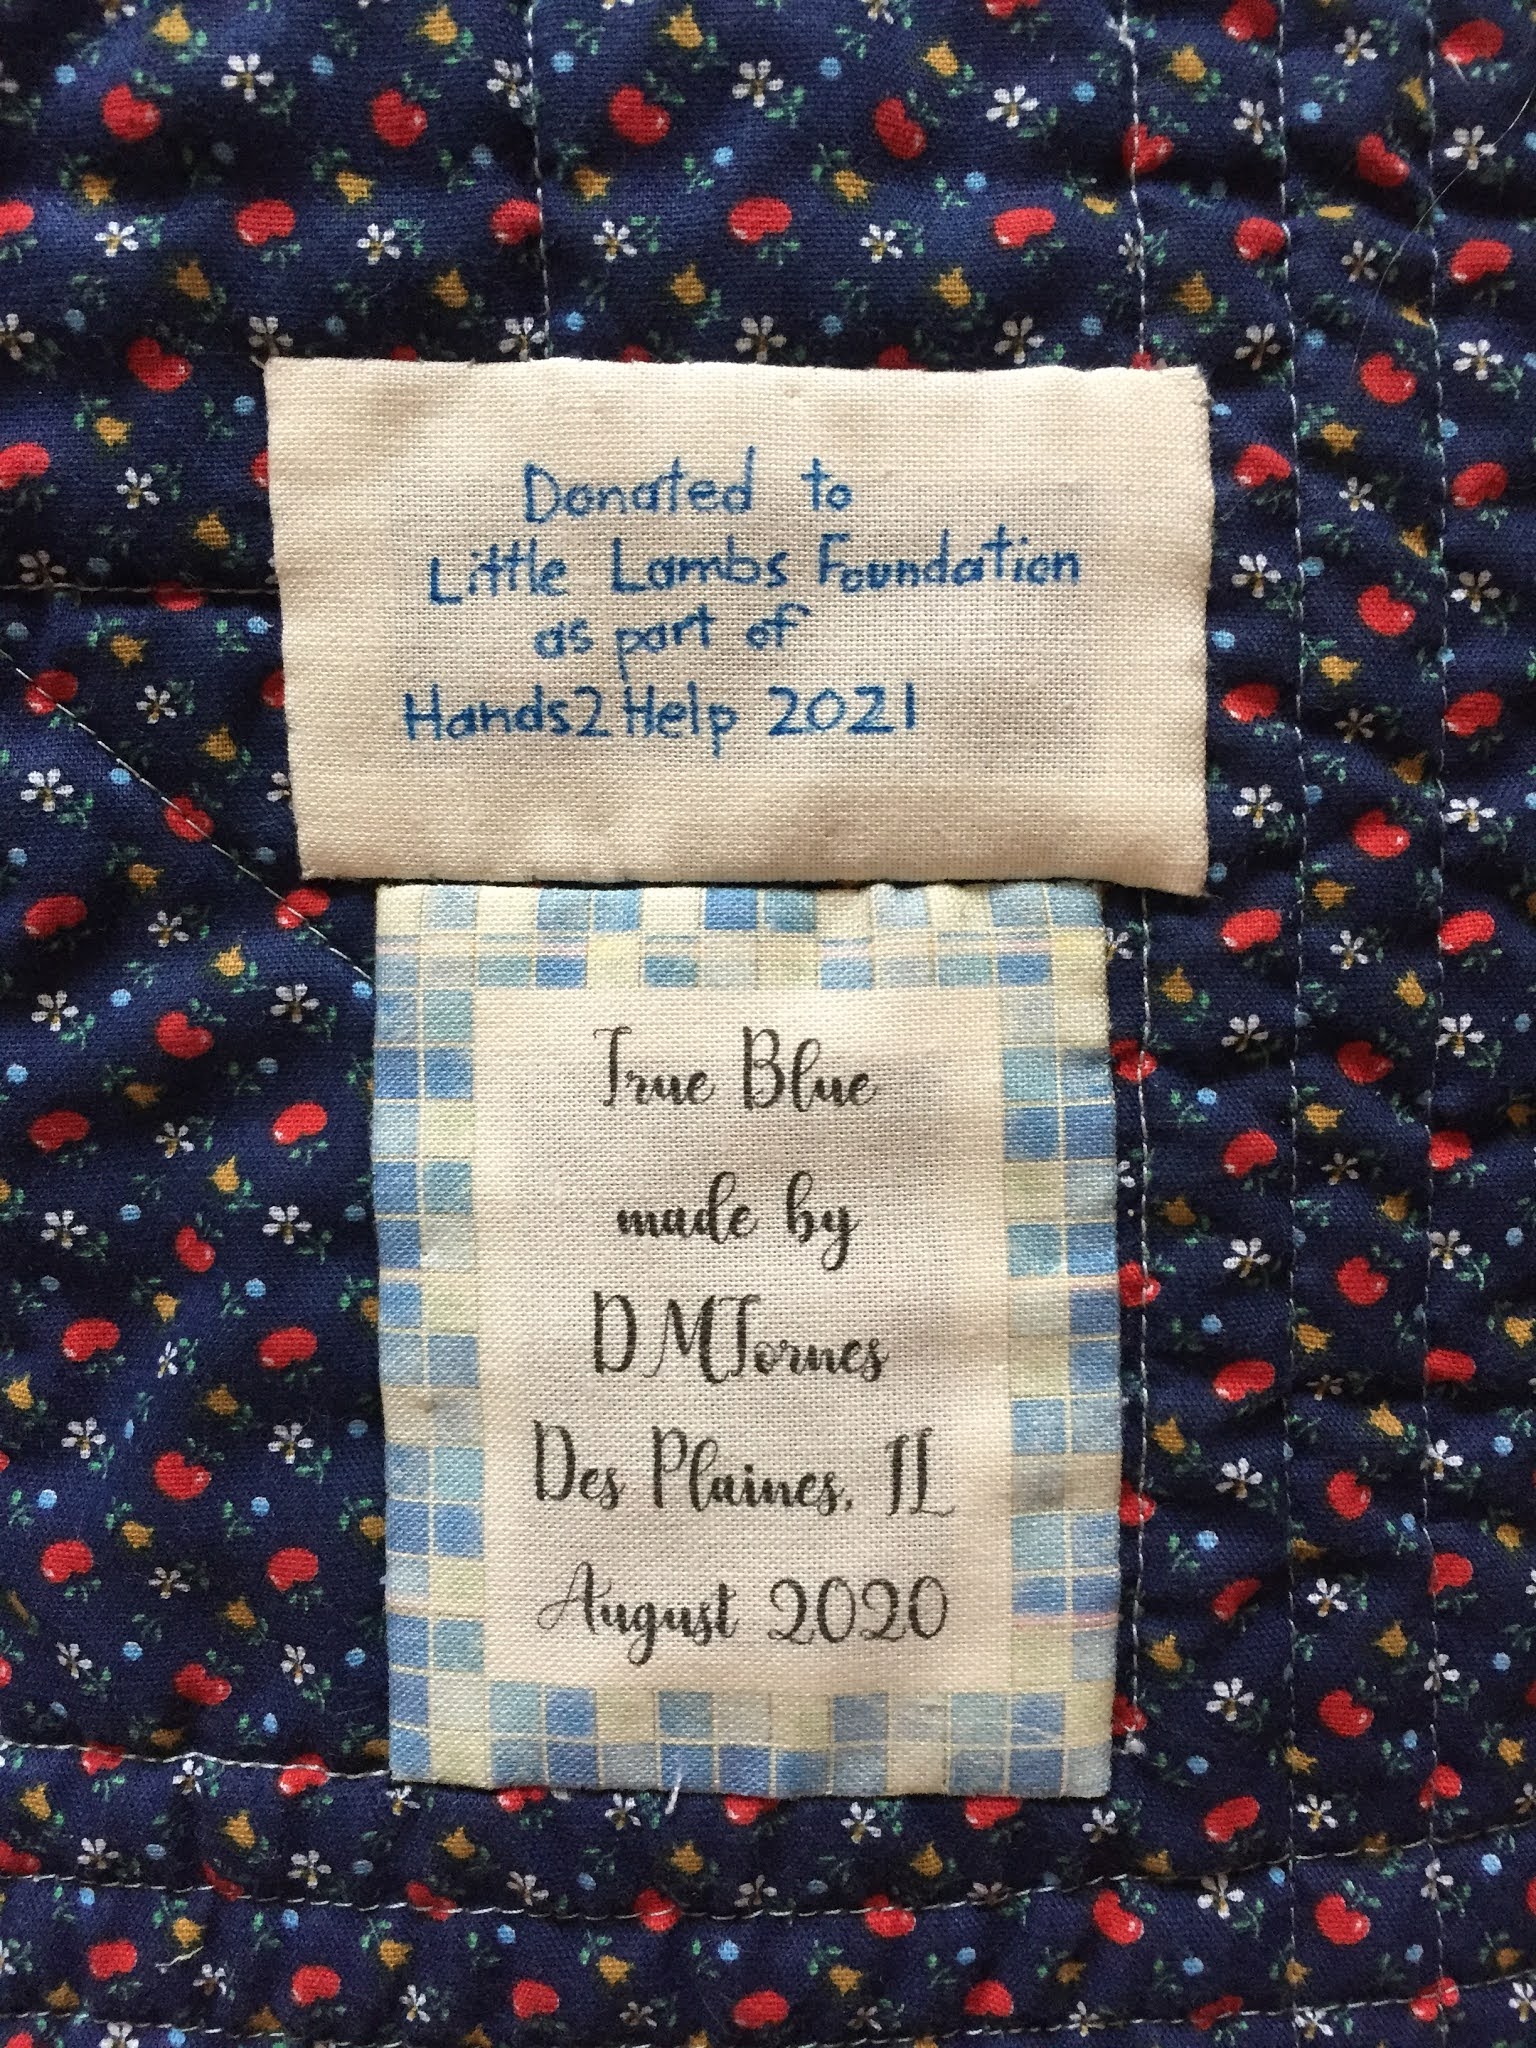 Donated to
Little Lambs Foundation
as part of
Hands2Help 2021
True Blue
made by
DMTornes
Des Plaines, IL
August 2020